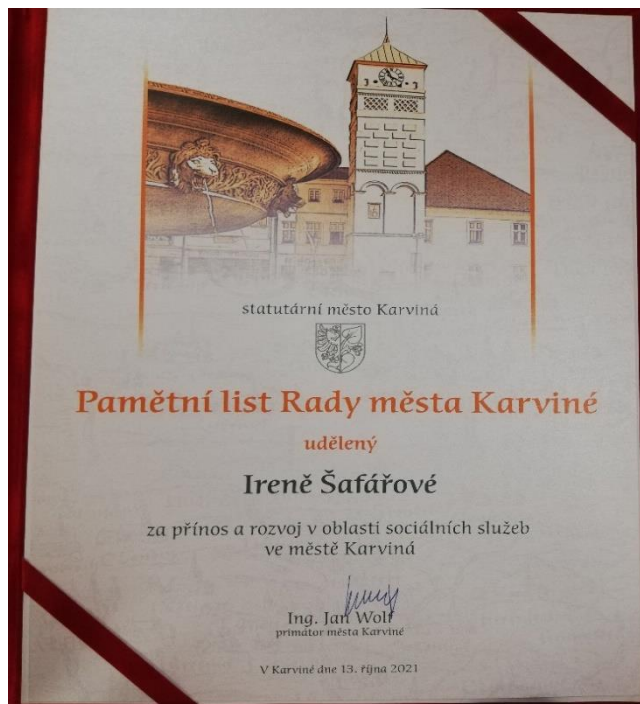 statutární město Karviná
Pamětní list Rady města Karviné
udělený
Ireně Šafářové
za přínos a rozvoj v oblasti sociálních služeb
ve městě Karviná
Ing. Jan Wolf
primátor města Karviné
V Karviné dne 13. října 2021